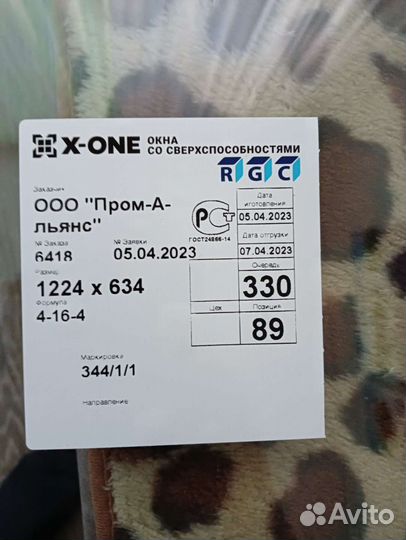 X-ONE ОКНА
СО СВЕРХСПОСОБНОСТЯМИ
RGC
Заказчик
ООО "Пром-А-
льянс"
РСТ
ГОСТ24866-14
Дата
изготовления
05.04.2023
Дата отгрузки
07.04.2023
№ Заказа № Заявки
6418 05.04.2023
Размер
1224 x 634
Формула
4-16-4
Очередь
330
Цех Позиция
89
Маркировка
344/1/1
Направление
Avito